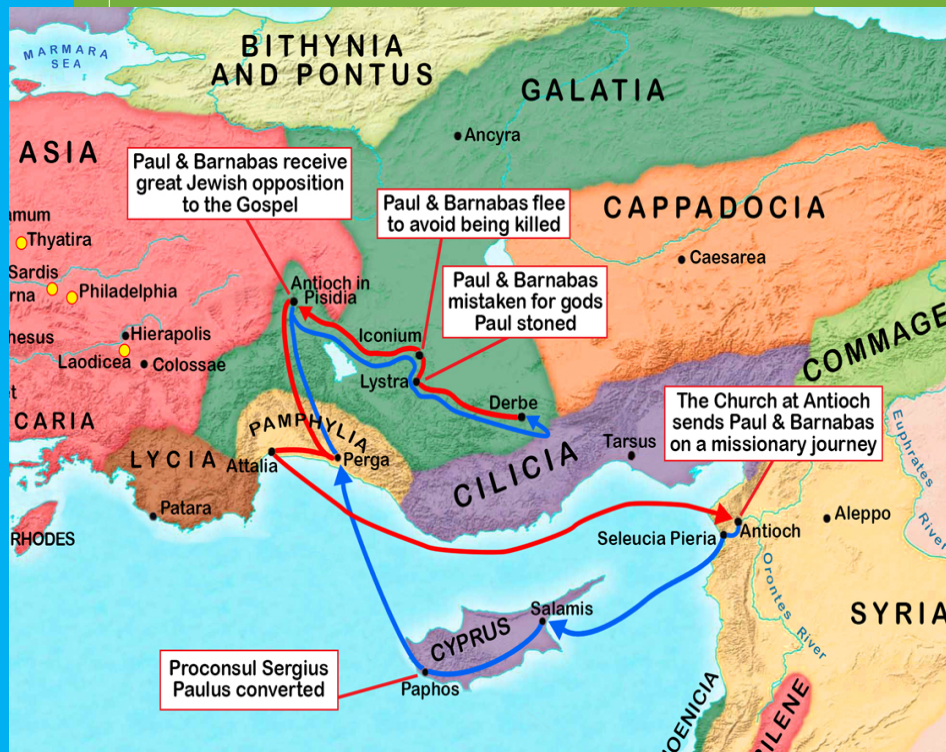 MARMARA
SEA
BITHYNIA
AND PONTUS
GALATIA
Ancyra
ASIA
Paul & Barnabas receive
great Jewish opposition
to the Gospel
Paul & Barnabas flee
to avoid being killed
CAPPADOCIA
Caesarea
amum
Thyatira
Sardis
rna
Philadelphia
Paul & Barnabas
mistaken for gods
Paul stoned
Antioch in
Pisidia
hesus
Hierapolis
Laodicea
Colossae
Iconium
Lystra
COMMAGE
et
CARIA
Derbe
The Church at Antioch
sends Paul & Barnabas
on a missionary journey
PAMPHYLIA
LYCIA
Attalia
Perga
CILICIA
Tarsus
Euphrates
River
Patara
RHODES
Aleppo
Seleucia Pieria
Antioch
Orontes River
SYRIA
Salamis
CYPRUS
Proconsul Sergius
Paulus converted
Paphos
OENICIA
ILENE